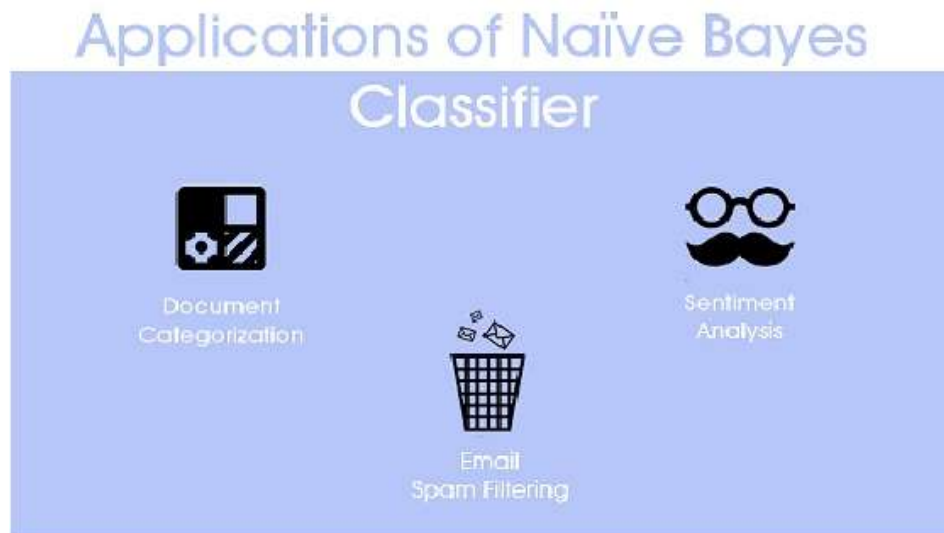 Applications of Naïve Bayes
Classifier
Document
Categorization
Sentiment
Analysis
Email
Spam Filtering